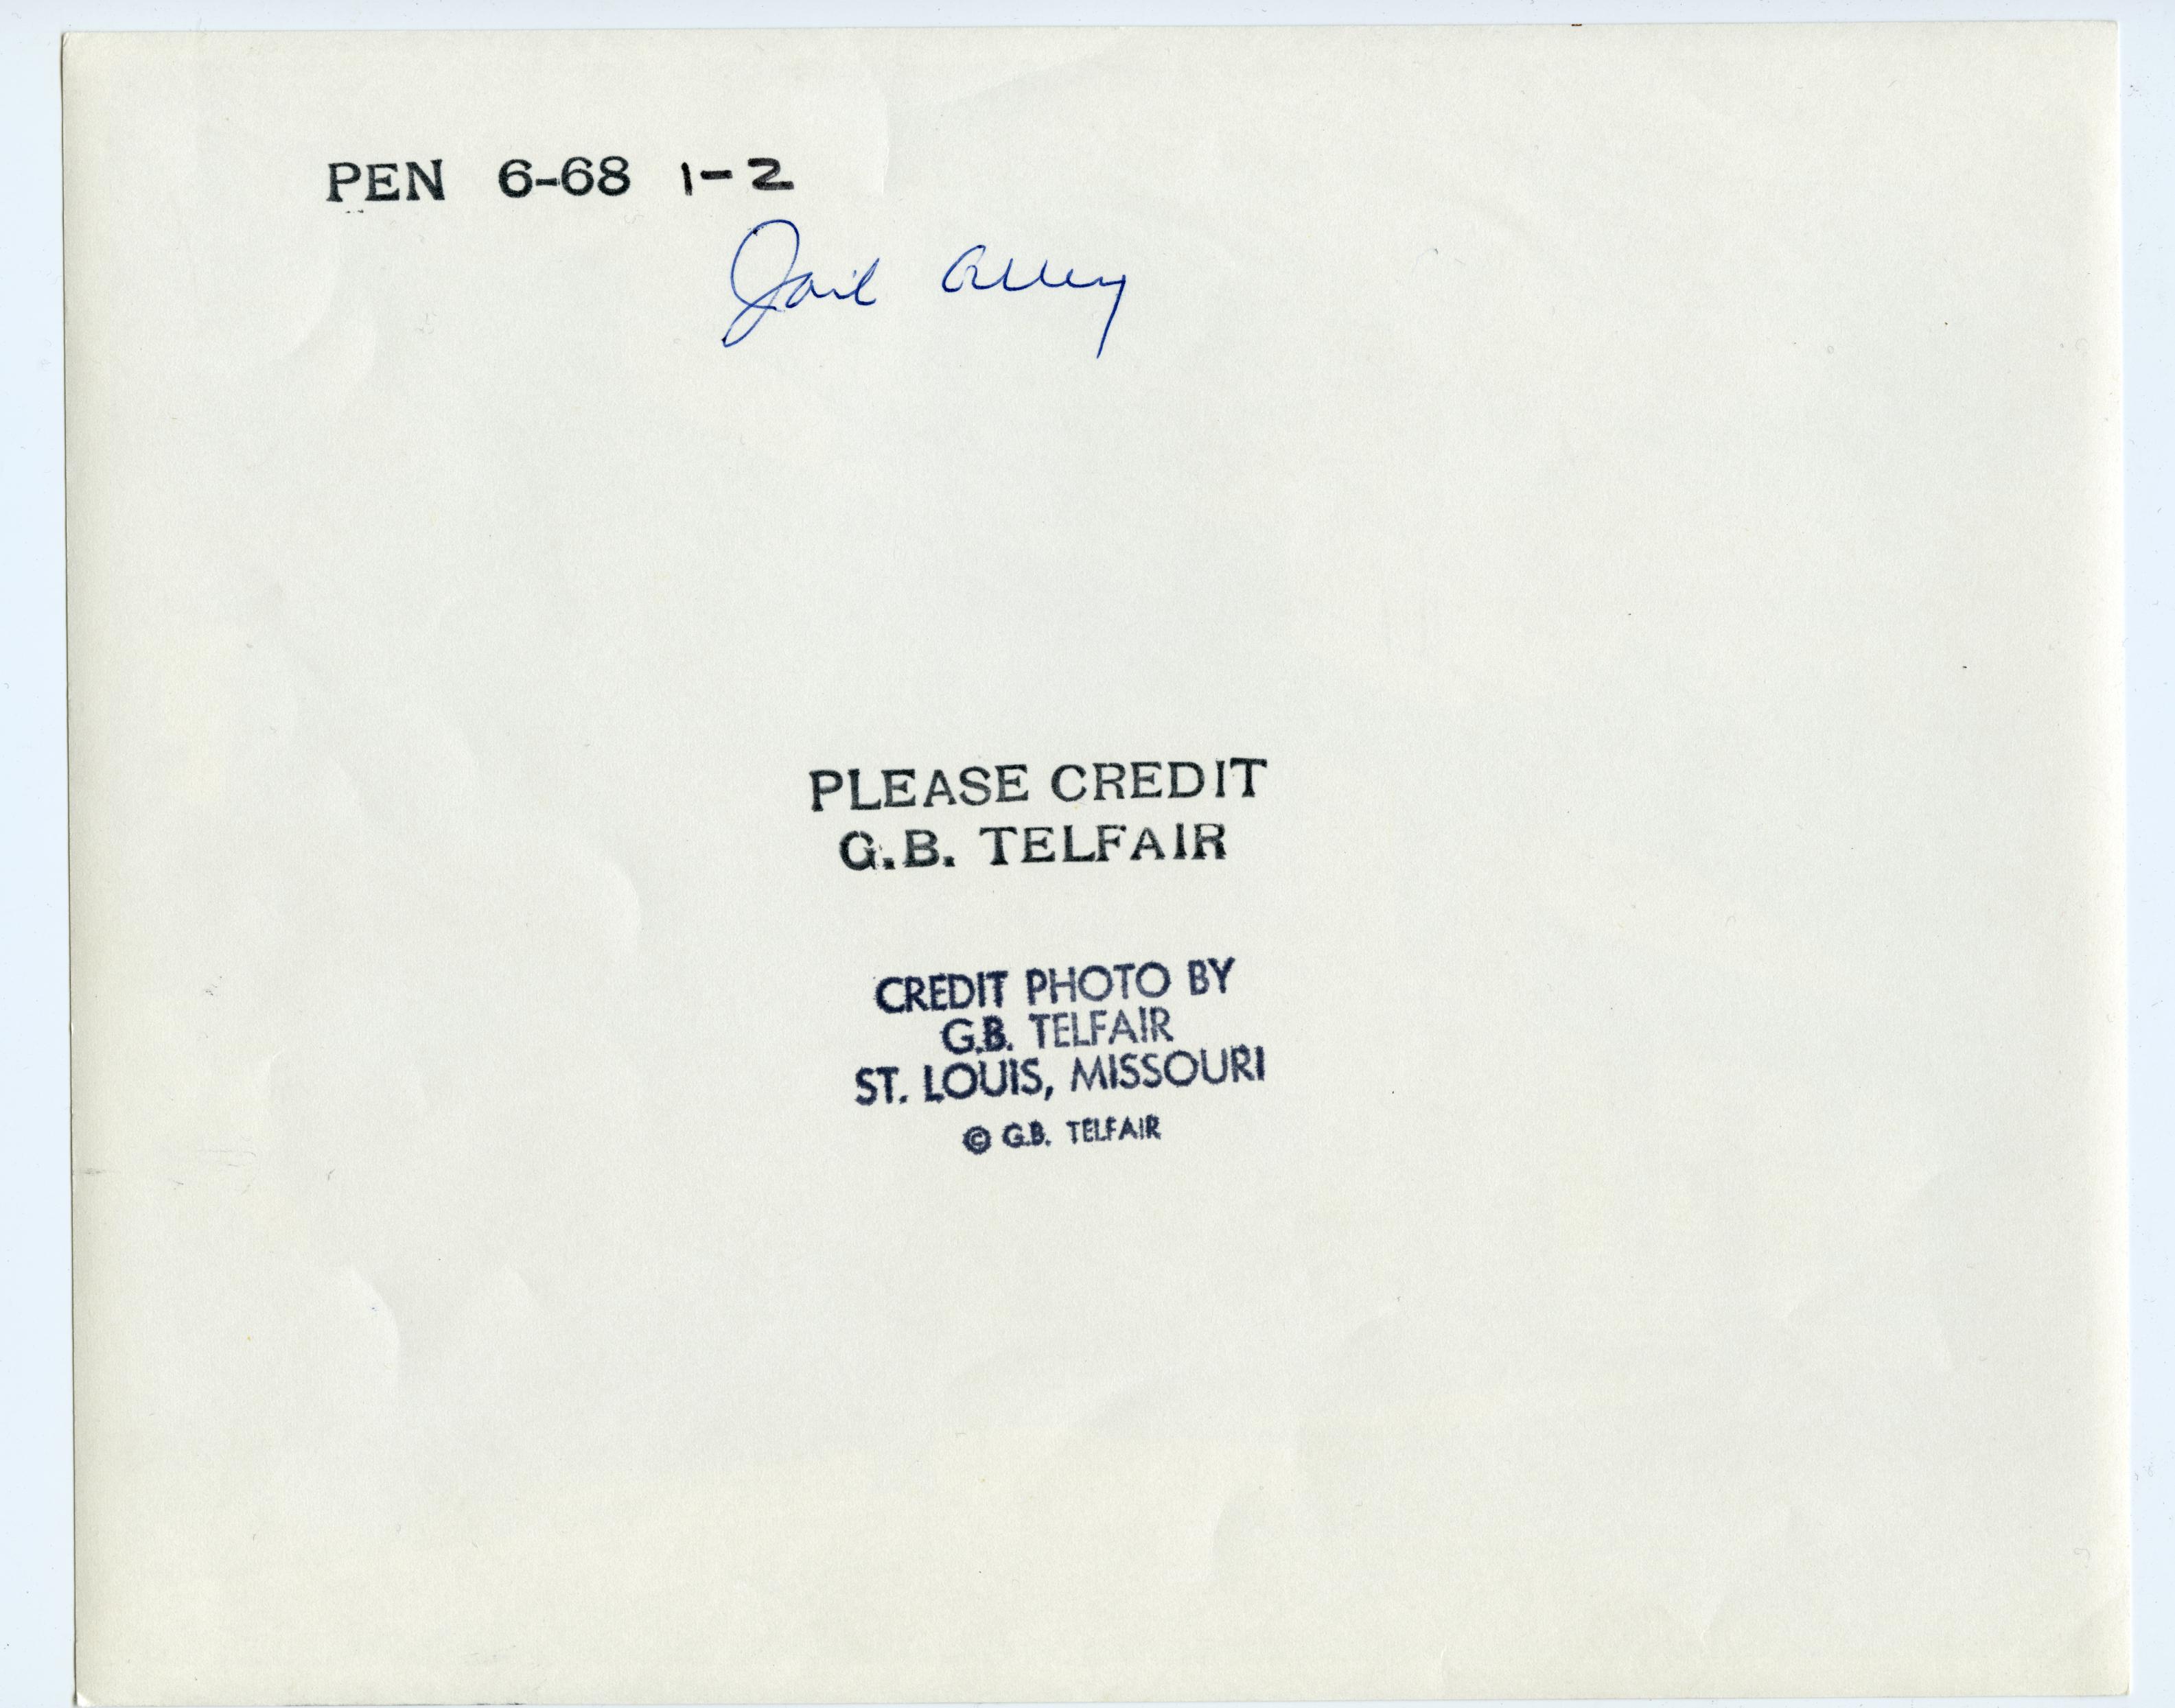 PEN 6-68 1-2
Jail Alley
PLEASE CREDIT
G.B. TELFAIR
CREDIT PHOTO BY
G.B. TELFAIR
ST. LOUIS, MISSOURI
© G.B. TELFAIR